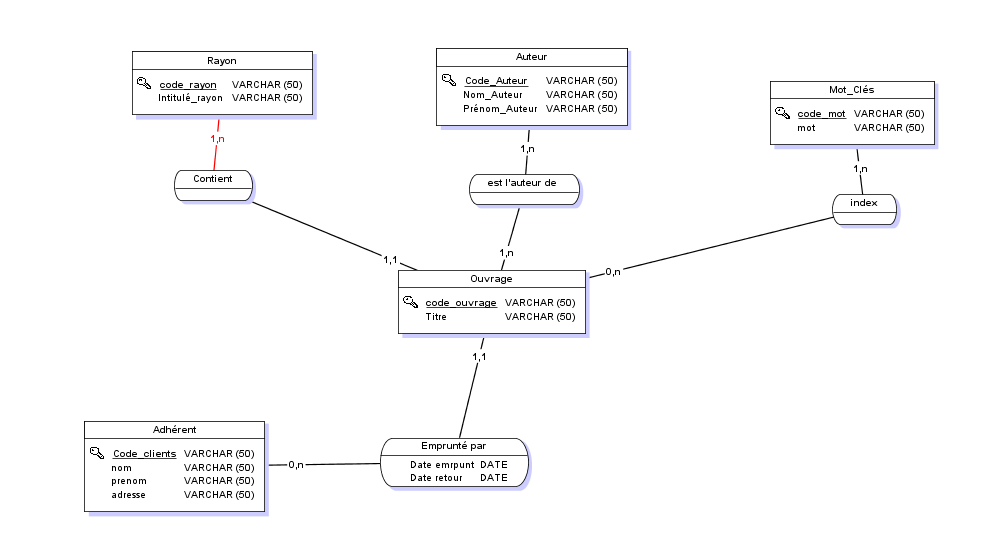 Rayon
code_rayon VARCHAR (50)
Intitulé_rayon VARCHAR (50)
Auteur
Code_Auteur VARCHAR (50)
Nom_Auteur VARCHAR (50)
Prénom_Auteur VARCHAR (50)
Mot_Clés
code_mot VARCHAR (50)
mot VARCHAR (50)
1,n
1,n
1,n
Contient
est l'auteur de
index
1,1
1,n
0,n
Ouvrage
code_ouvrage VARCHAR (50)
Titre VARCHAR (50)
1,1
Adhérent
Code_clients VARCHAR (50)
nom VARCHAR (50)
prenom VARCHAR (50)
adresse VARCHAR (50)
0,n
Emprunté par
Date emrpunt DATE
Date retour DATE